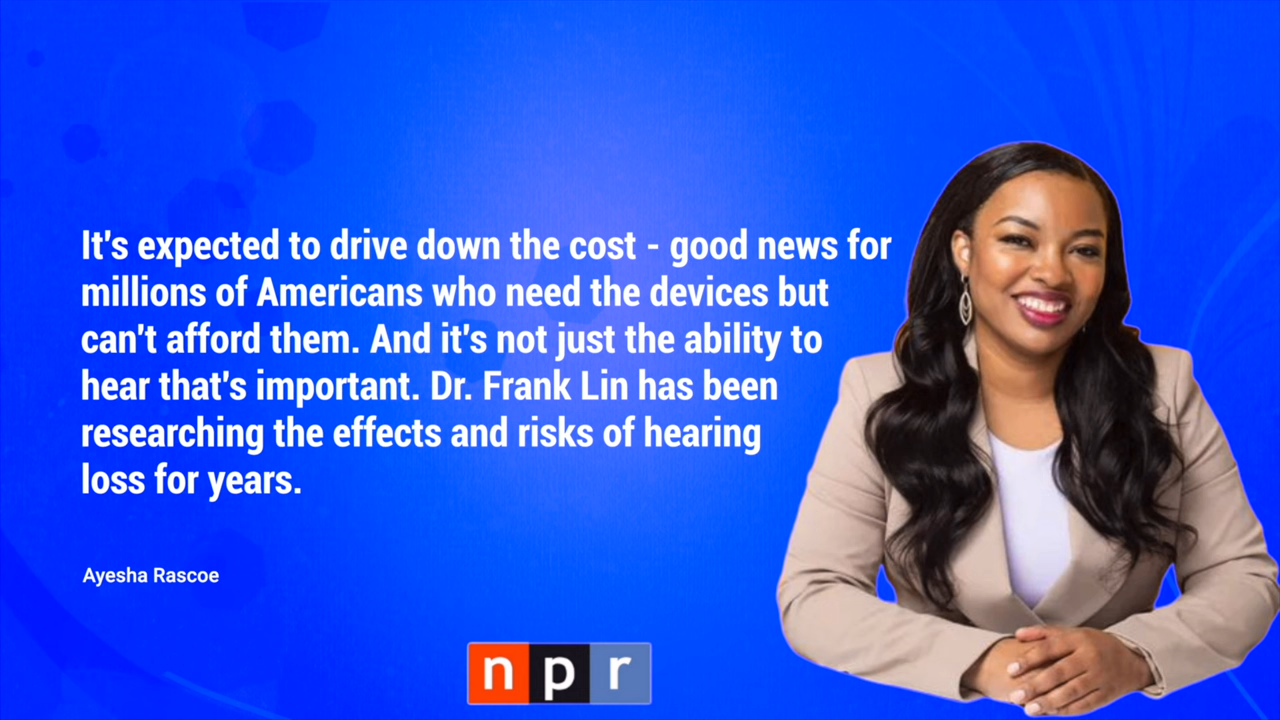 It's expected to drive down the cost - good news for
millions of Americans who need the devices but
can't afford them. And it's not just the ability to
hear that's important. Dr. Frank Lin has been
researching the effects and risks of hearing
loss for years.
Ayesha Rascoe
npr